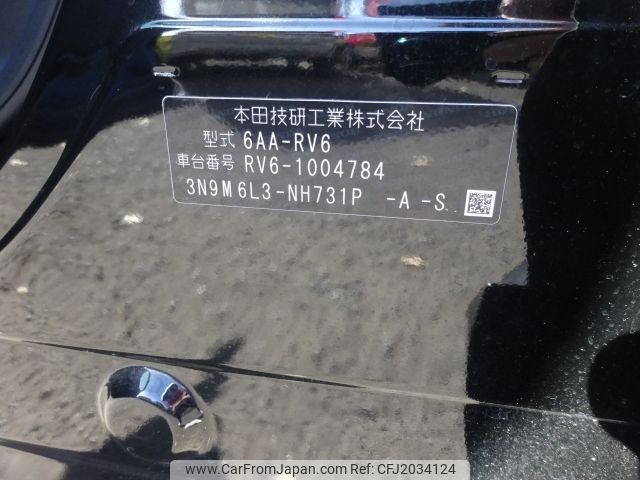 本田技研工業株式会社
型式 6AA-RV6
車台番号 RV6-1004784
3N9M6L3-NH731P -A -S
www.CarFromJapan.com | Ref: CFJ2034124